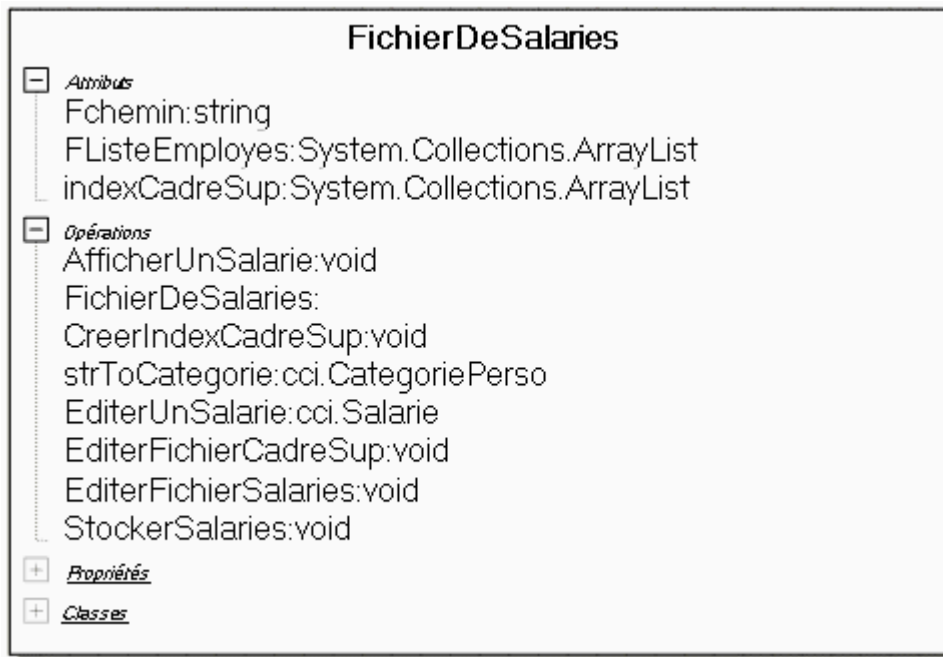 FichierDeSalaries
Attributs
Fchemin:string
FListeEmployes:System.Collections.ArrayList
indexCadreSup:System.Collections.ArrayList
Opérations
AfficherUnSalarie:void
FichierDeSalaries:
CreerIndexCadreSup:void
strToCategorie:cci.CategoriePerso
EditerUnSalarie:cci.Salarie
EditerFichierCadreSup:void
EditerFichierSalaries:void
StockerSalaries:void
Propriétés
Classes